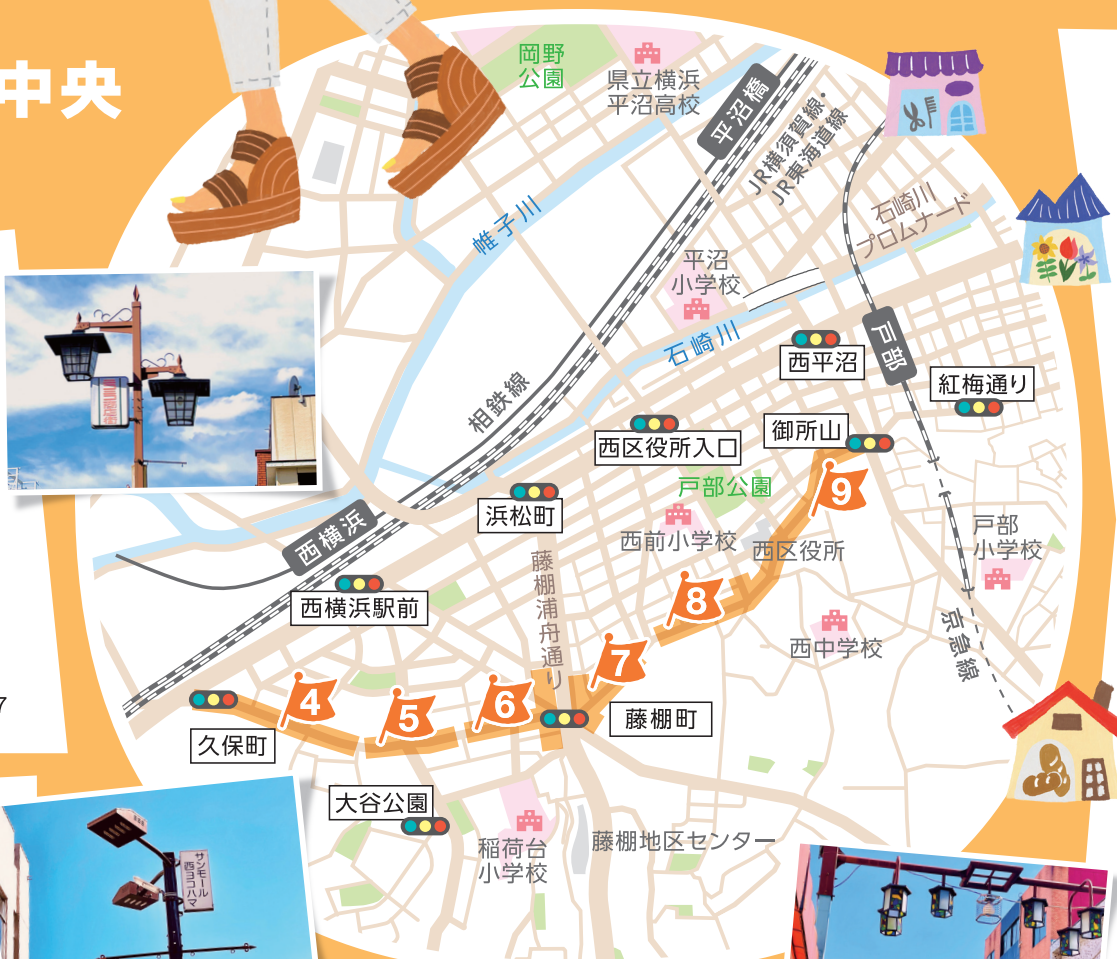 中央
岡野
公園
県立横浜
平沼高校
平沼橋
JR横須賀線・
JR東海道線
帷子川
石崎川
プロムナード
平沼
小学校
石崎川
西平沼
戸部
紅梅通り
相鉄線
西区役所入口
御所山
戸部公園
9
浜松町
西横浜
西前小学校
西区役所
戸部
小学校
藤棚浦舟通り
西横浜駅前
8
西中学校
京急線
7
4
5
6
7
久保町
藤棚町
大谷公園
稲荷台
小学校
藤棚地区センター
サンモール
西ヨコハマ